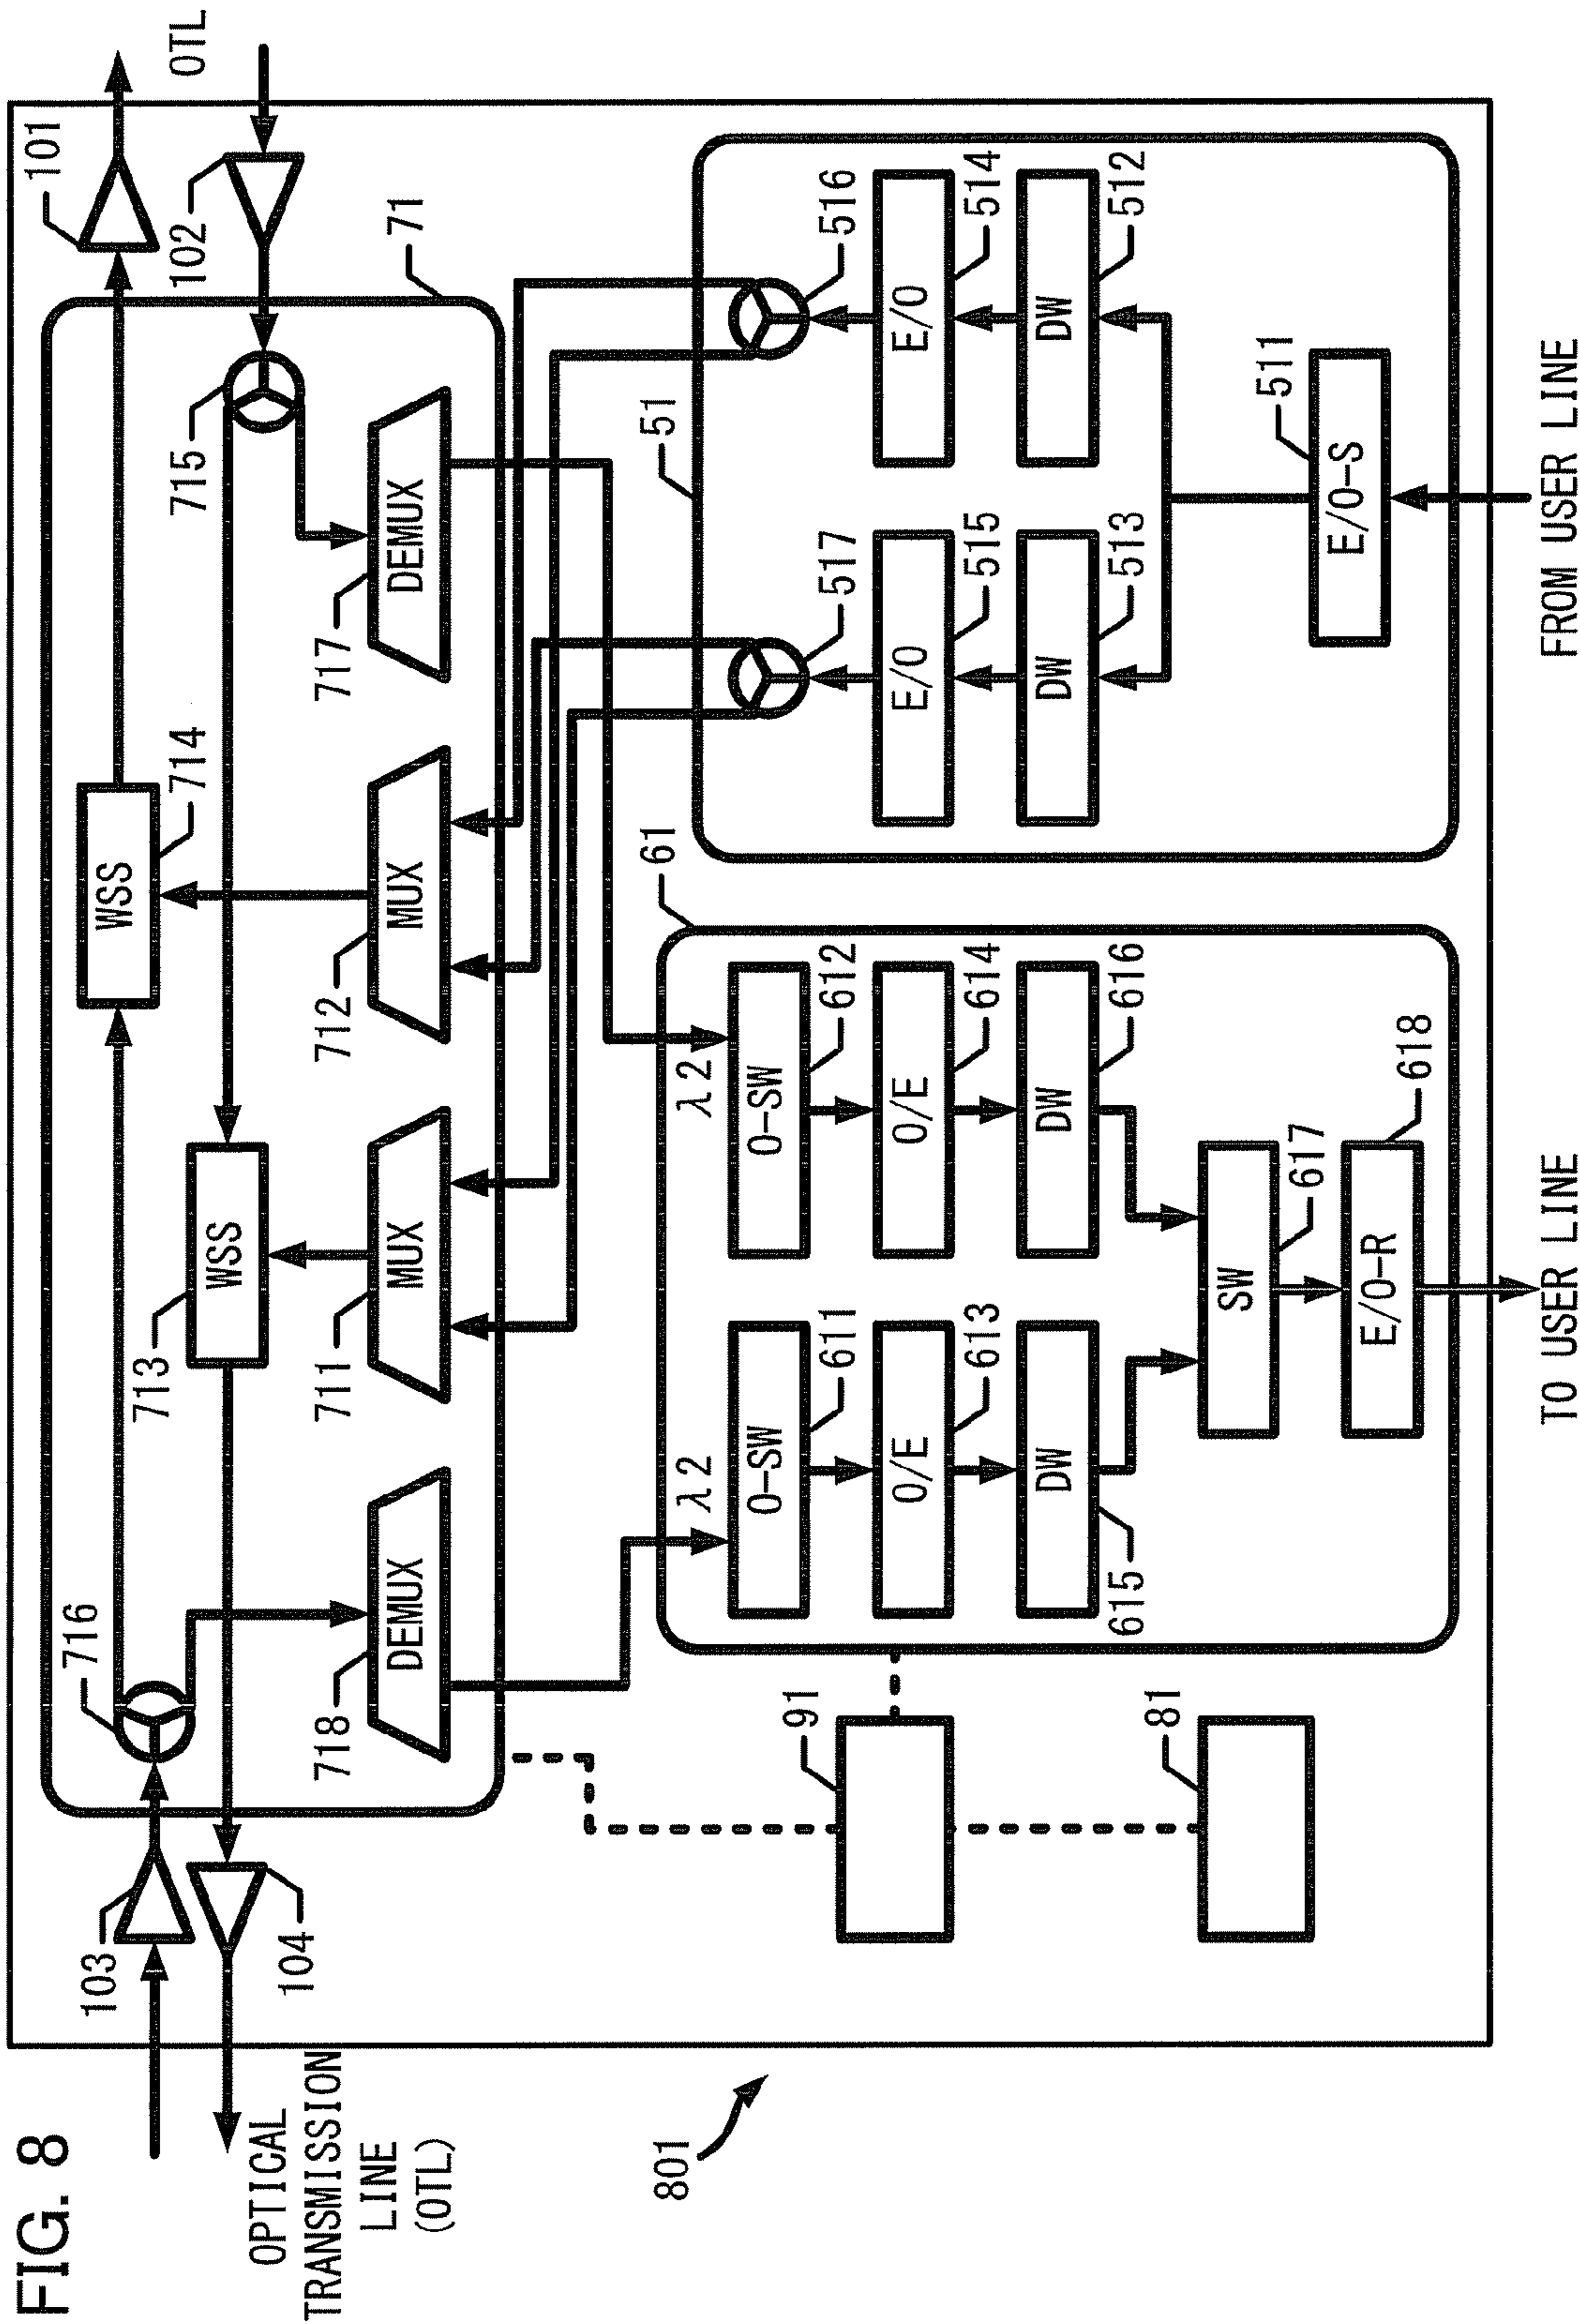 FIG. 8
OPTICAL
TRANSMISSION
LINE
(OTL)
801
103
104
716
718
DEMUX
713
WSS
711
MUX
712
MUX
WSS
714
717
DEMUX
715
71
101
102
OTL
91
81
61
λ2
λ2
O-SW
611
O-SW
612
O/E
613
O/E
614
DW
615
DW
616
SW
617
E/O-R
618
TO USER LINE
51
517
516
E/O
515
E/O
514
DW
513
DW
512
E/O-S
511
FROM USER LINE